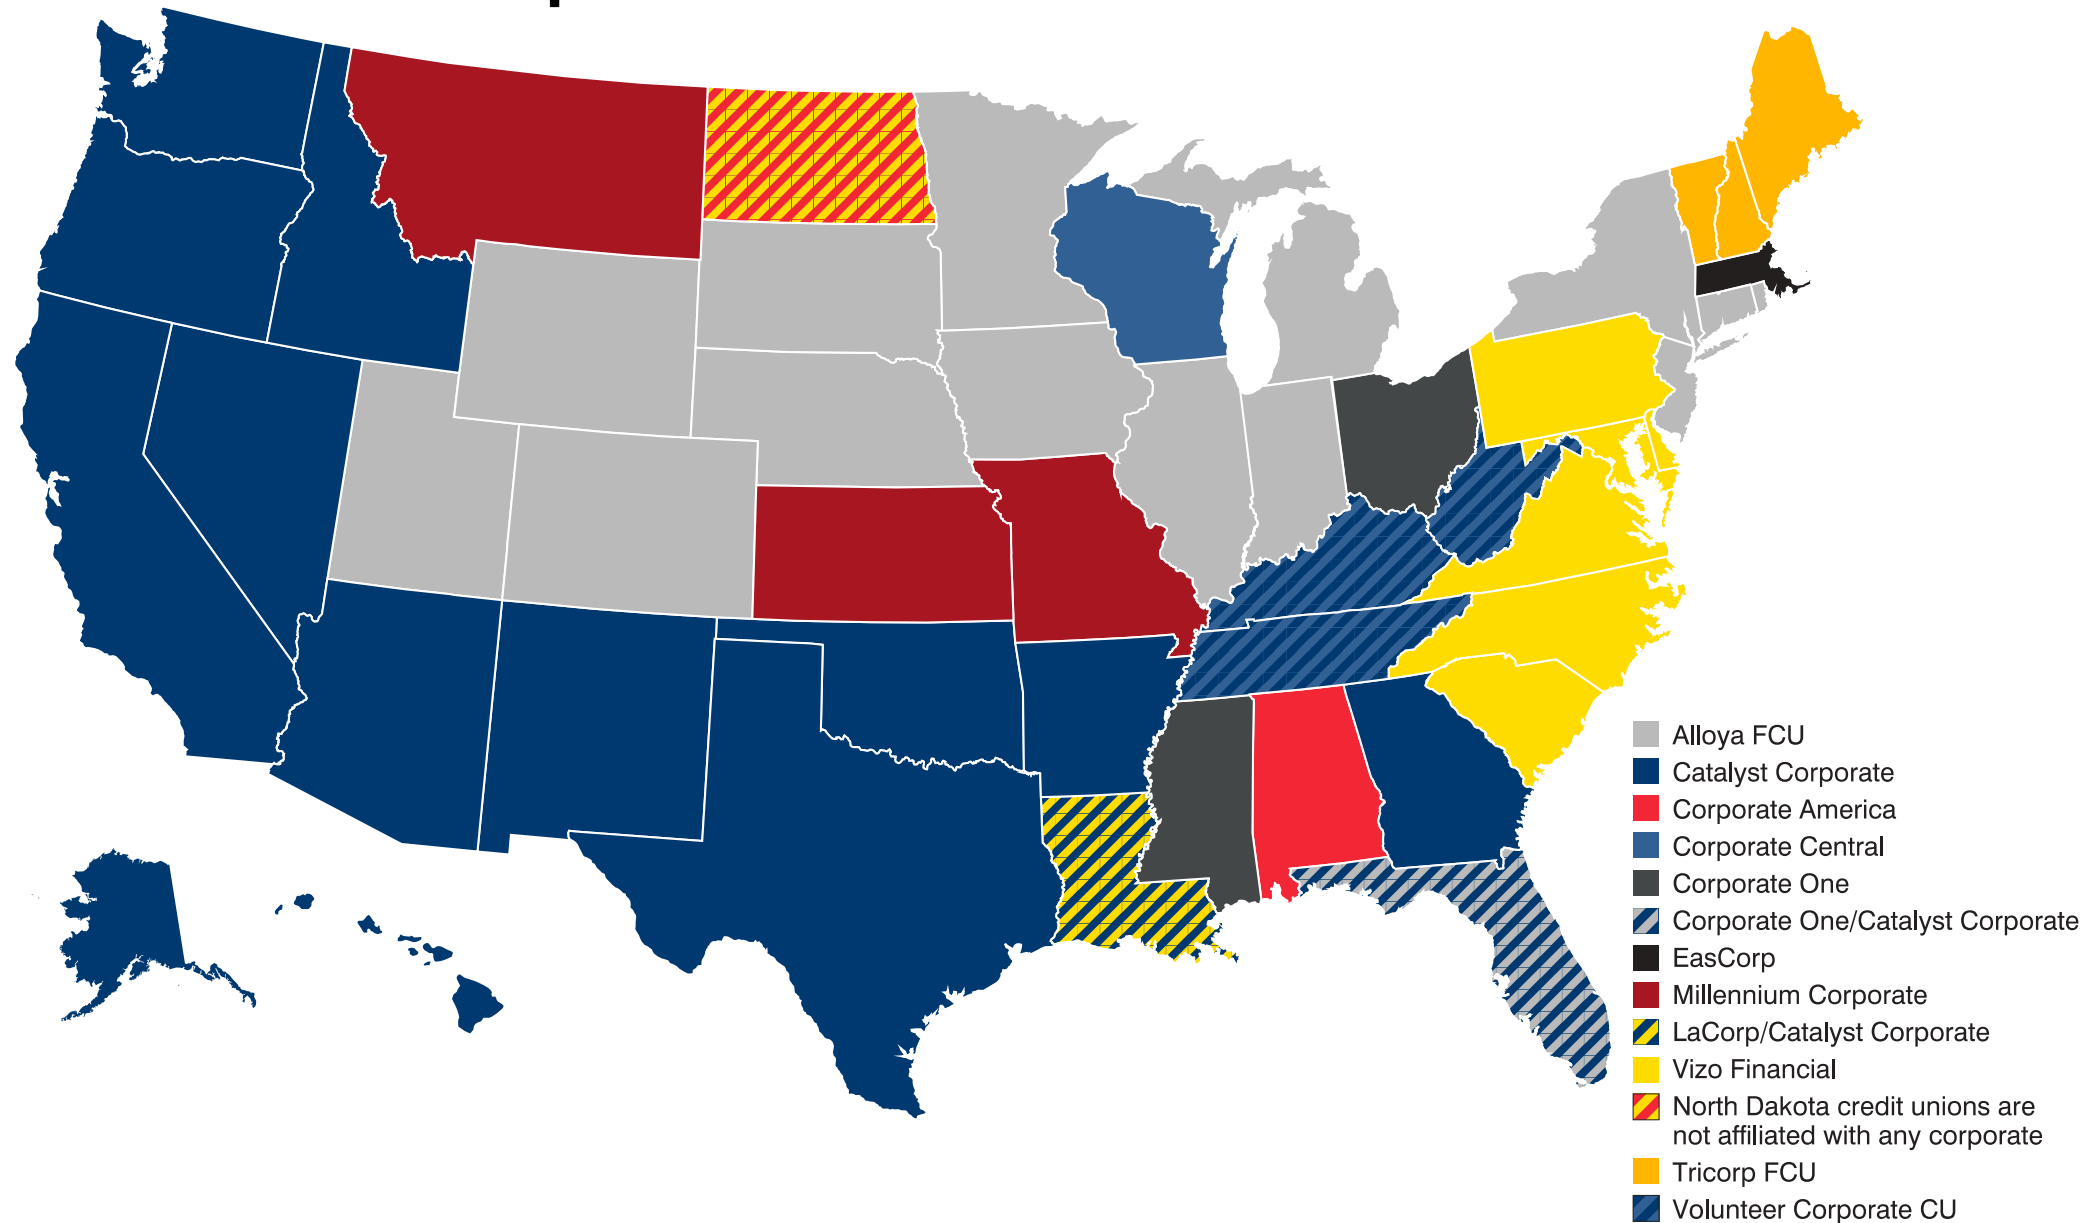 Alloya FCU
Catalyst Corporate
Corporate America
Corporate Central
Corporate One
Corporate One/Catalyst Corporate
EasCorp
Millennium Corporate
LaCorp/Catalyst Corporate
Vizo Financial
North Dakota credit unions are
not affiliated with any corporate
Tricorp FCU
Volunteer Corporate CU